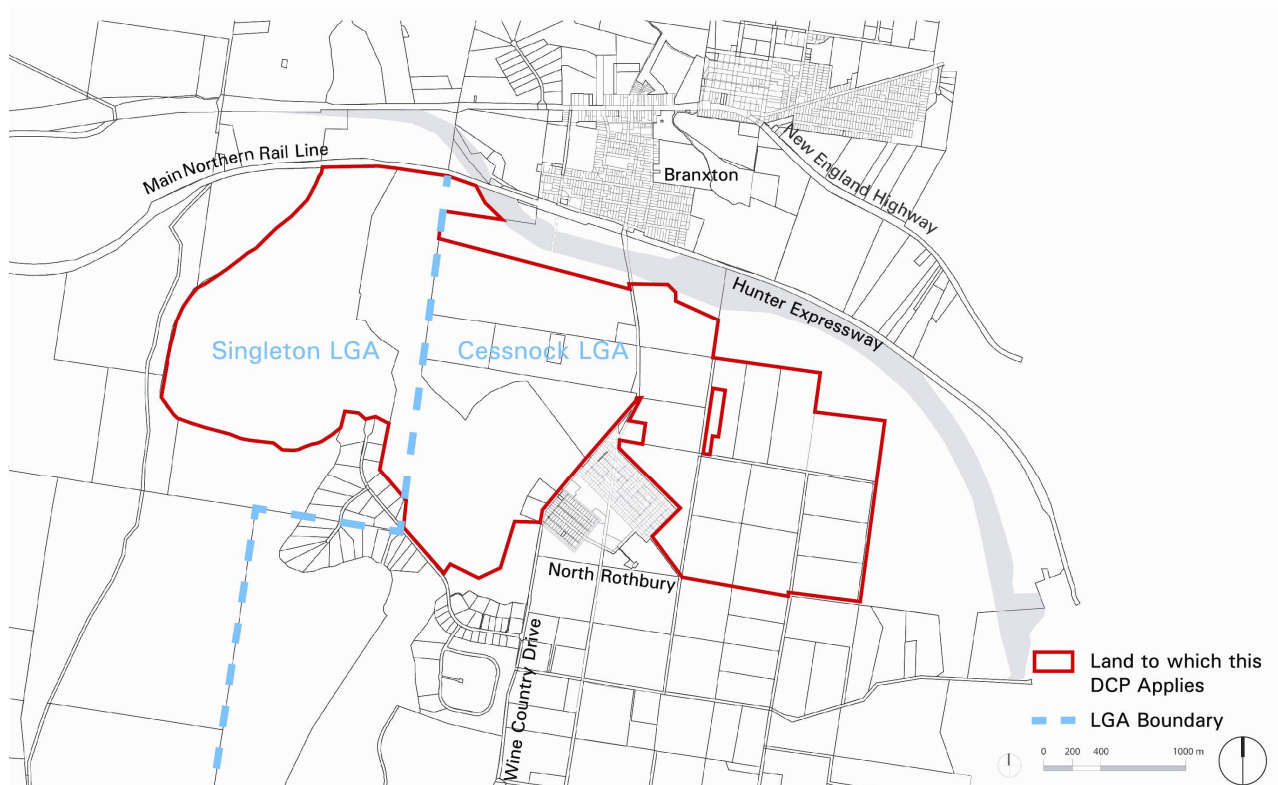 Main Northern Rail Line
Branxton
New England Highway
Hunter Expressway
Singleton LGA
Cessnock LGA
North Rothbury
Wine Country Drive
Land to which this
DCP Applies
LGA Boundary
0 200 400 1000 m